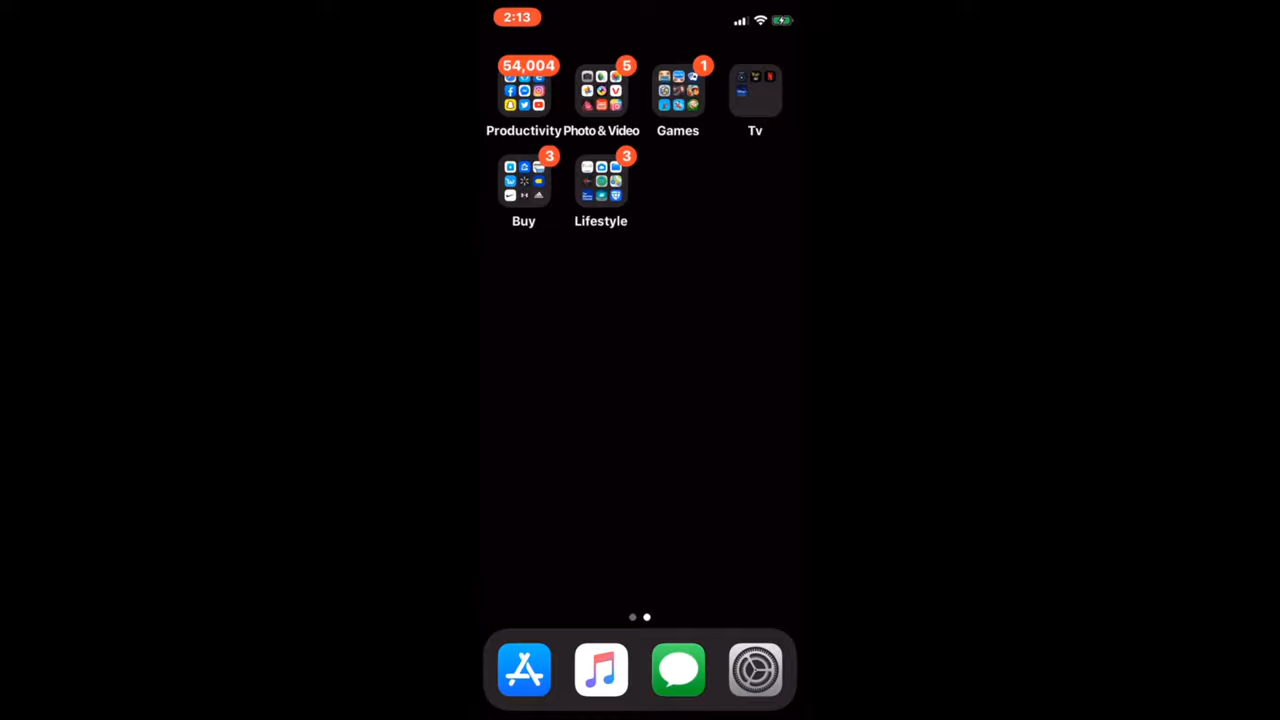 2:13
54,004
5
1
Productivity
Photo & Video
Games
Tv
3
3
Buy
Lifestyle